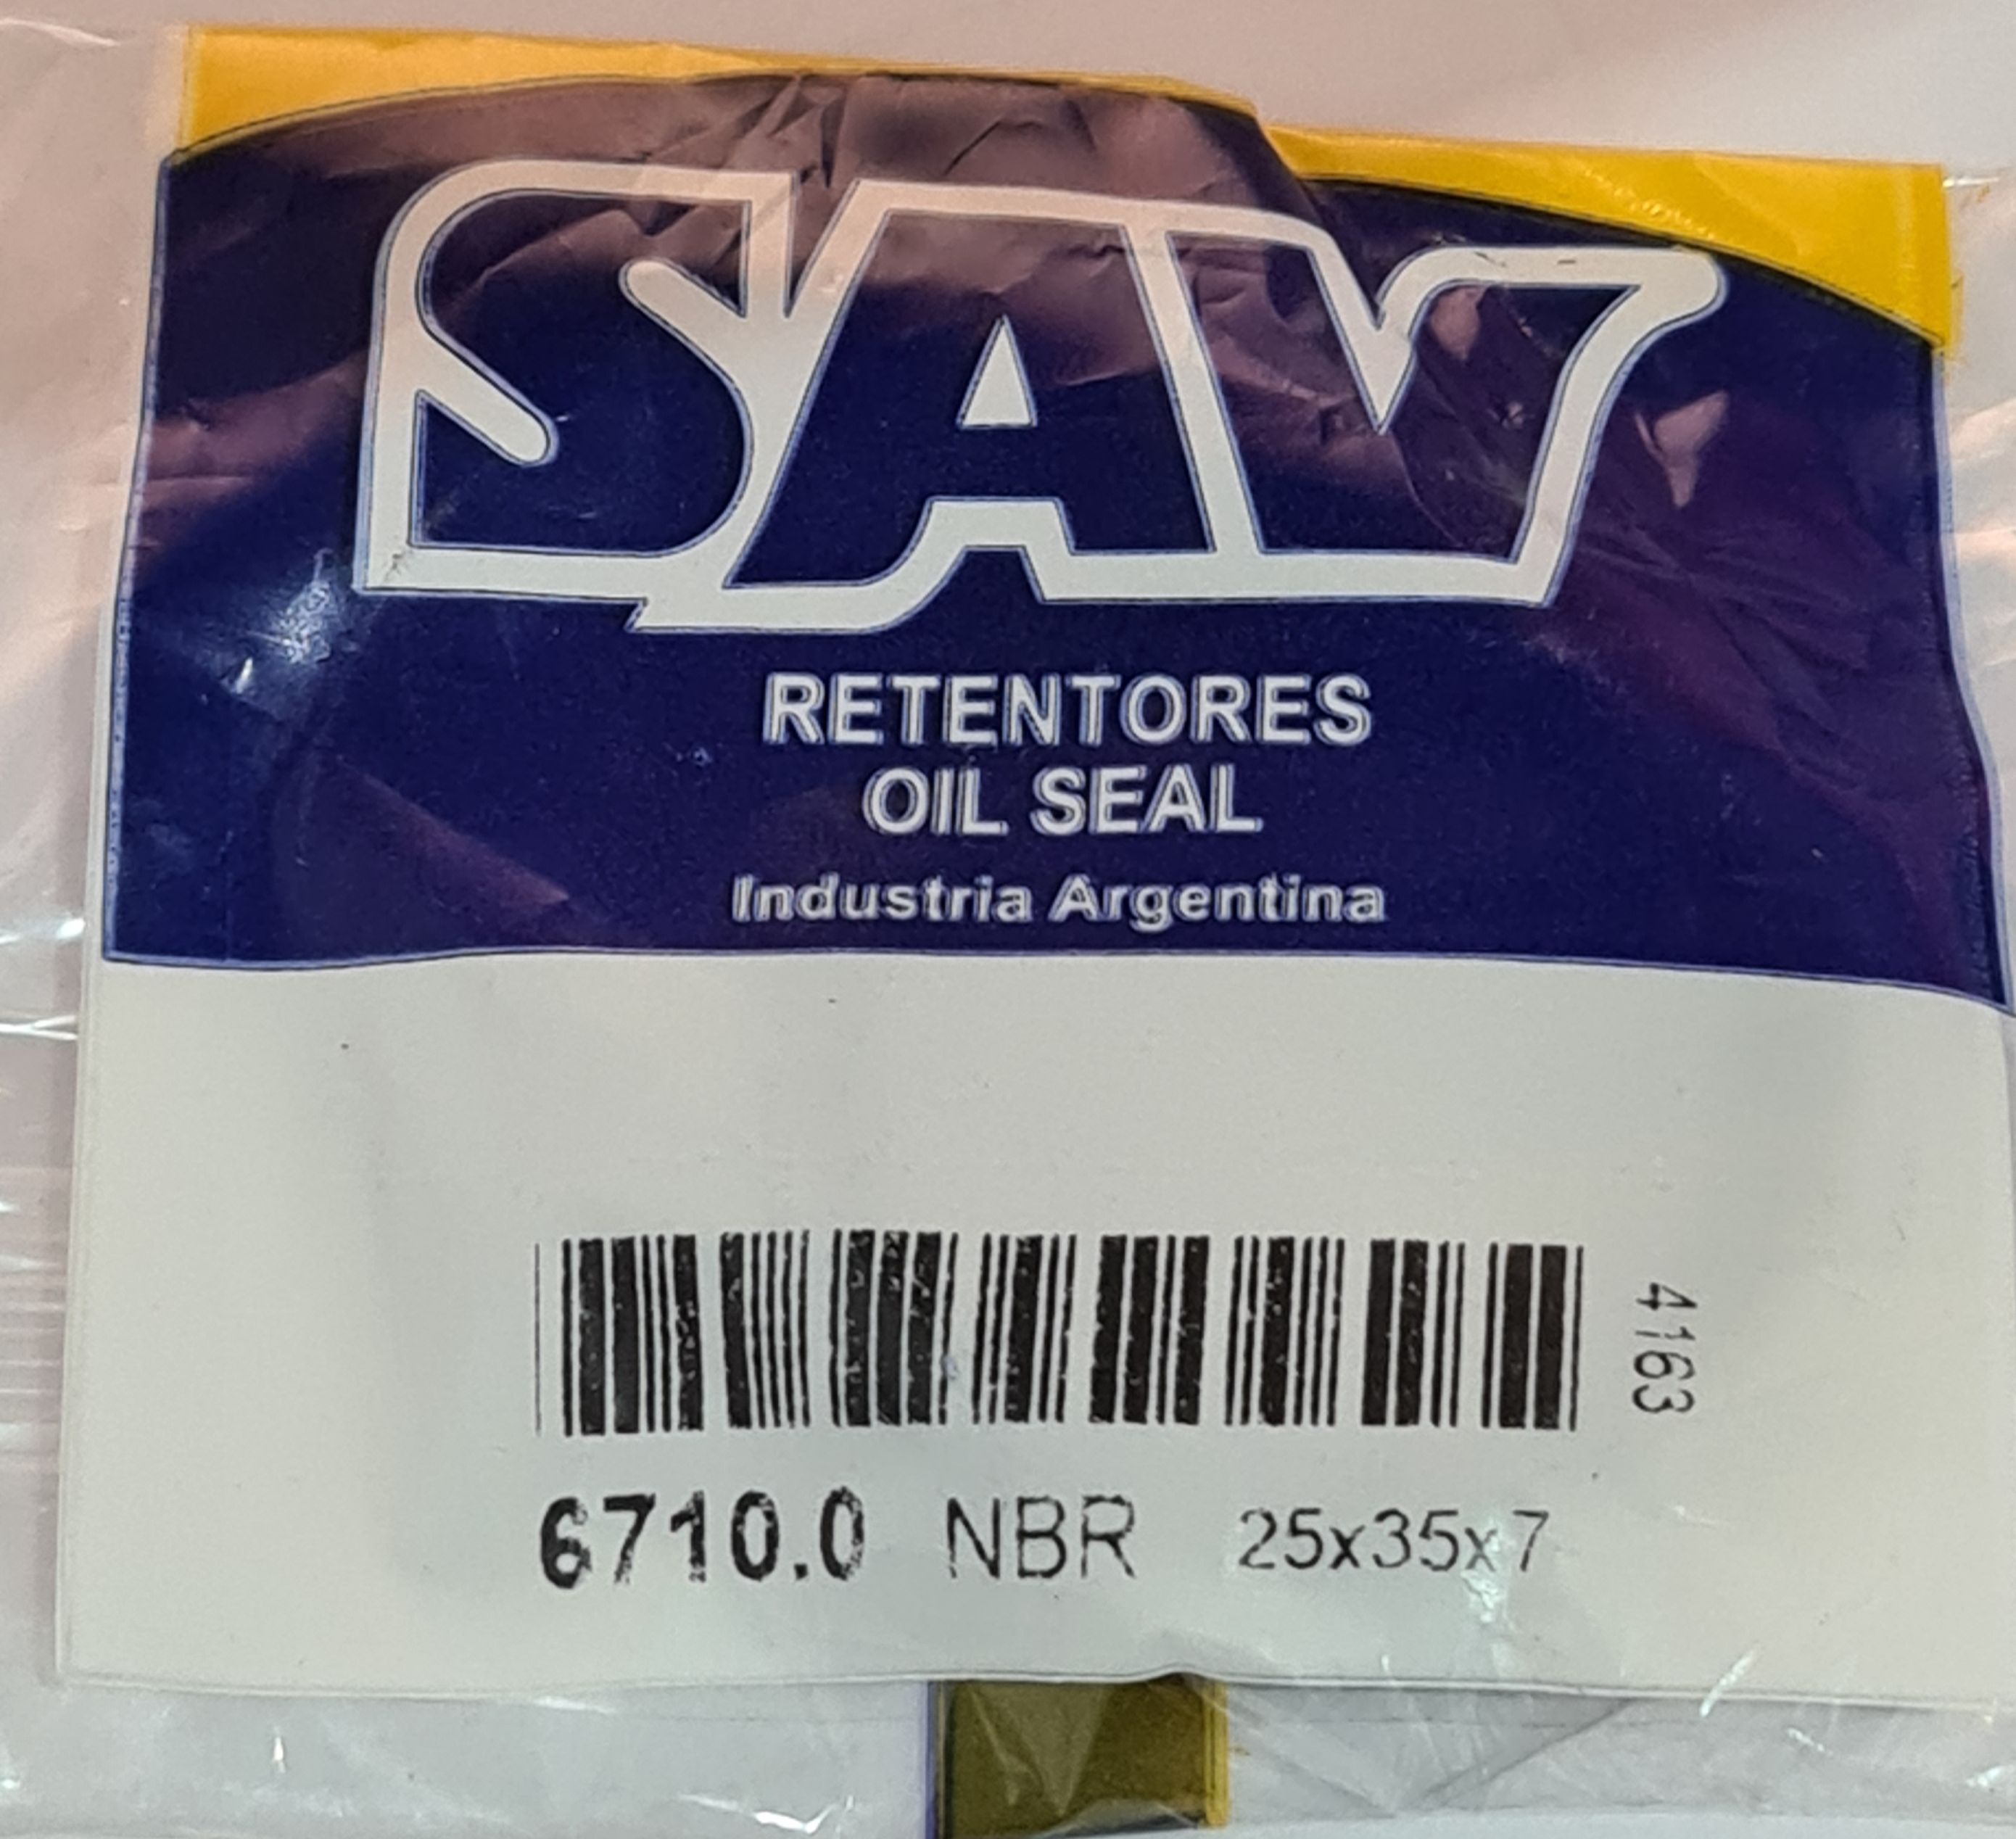 SAV
RETENTORES
OIL SEAL
Industria Argentina
4163
6710.0 NBR 25x35x7